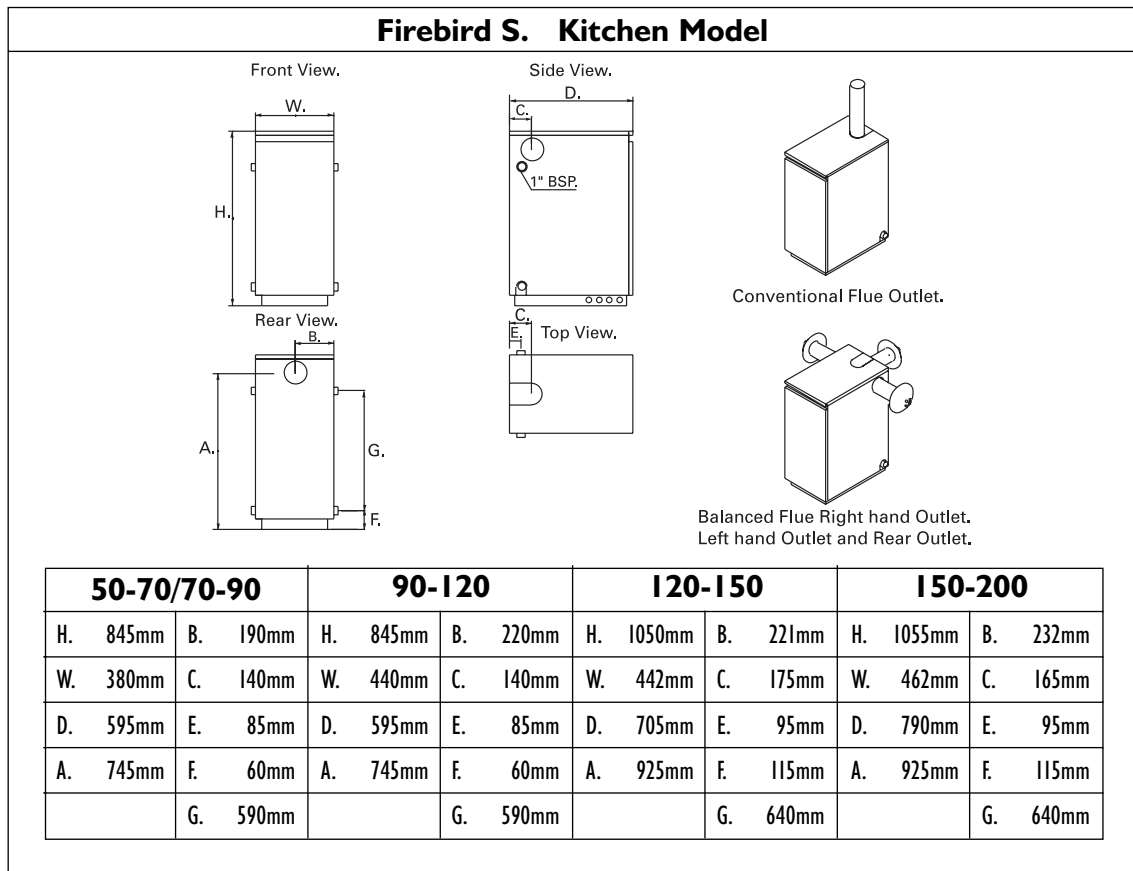 Firebird S. Kitchen Model
Front View.
Side View.
W.
D.
C.
H.
1" BSP.
Conventional Flue Outlet.
Rear View.
B.
C.
E.
Top View.
A.
G.
F.
Balanced Flue Right hand Outlet.
Left hand Outlet and Rear Outlet.
50-70/70-90 90-120 120-150 150-200
H. 845mm B. 190mm H. 845mm B. 220mm H. 1050mm B. 221mm H. 1055mm B. 232mm
W. 380mm C. 140mm W. 440mm C. 140mm W. 442mm C. 175mm W. 462mm C. 165mm
D. 595mm E. 85mm D. 595mm E. 85mm D. 705mm E. 95mm D. 790mm E. 95mm
A. 745mm F. 60mm A. 745mm F. 60mm A. 925mm F. 115mm A. 925mm F. 115mm
G. 590mm G. 590mm G. 640mm G. 640mm